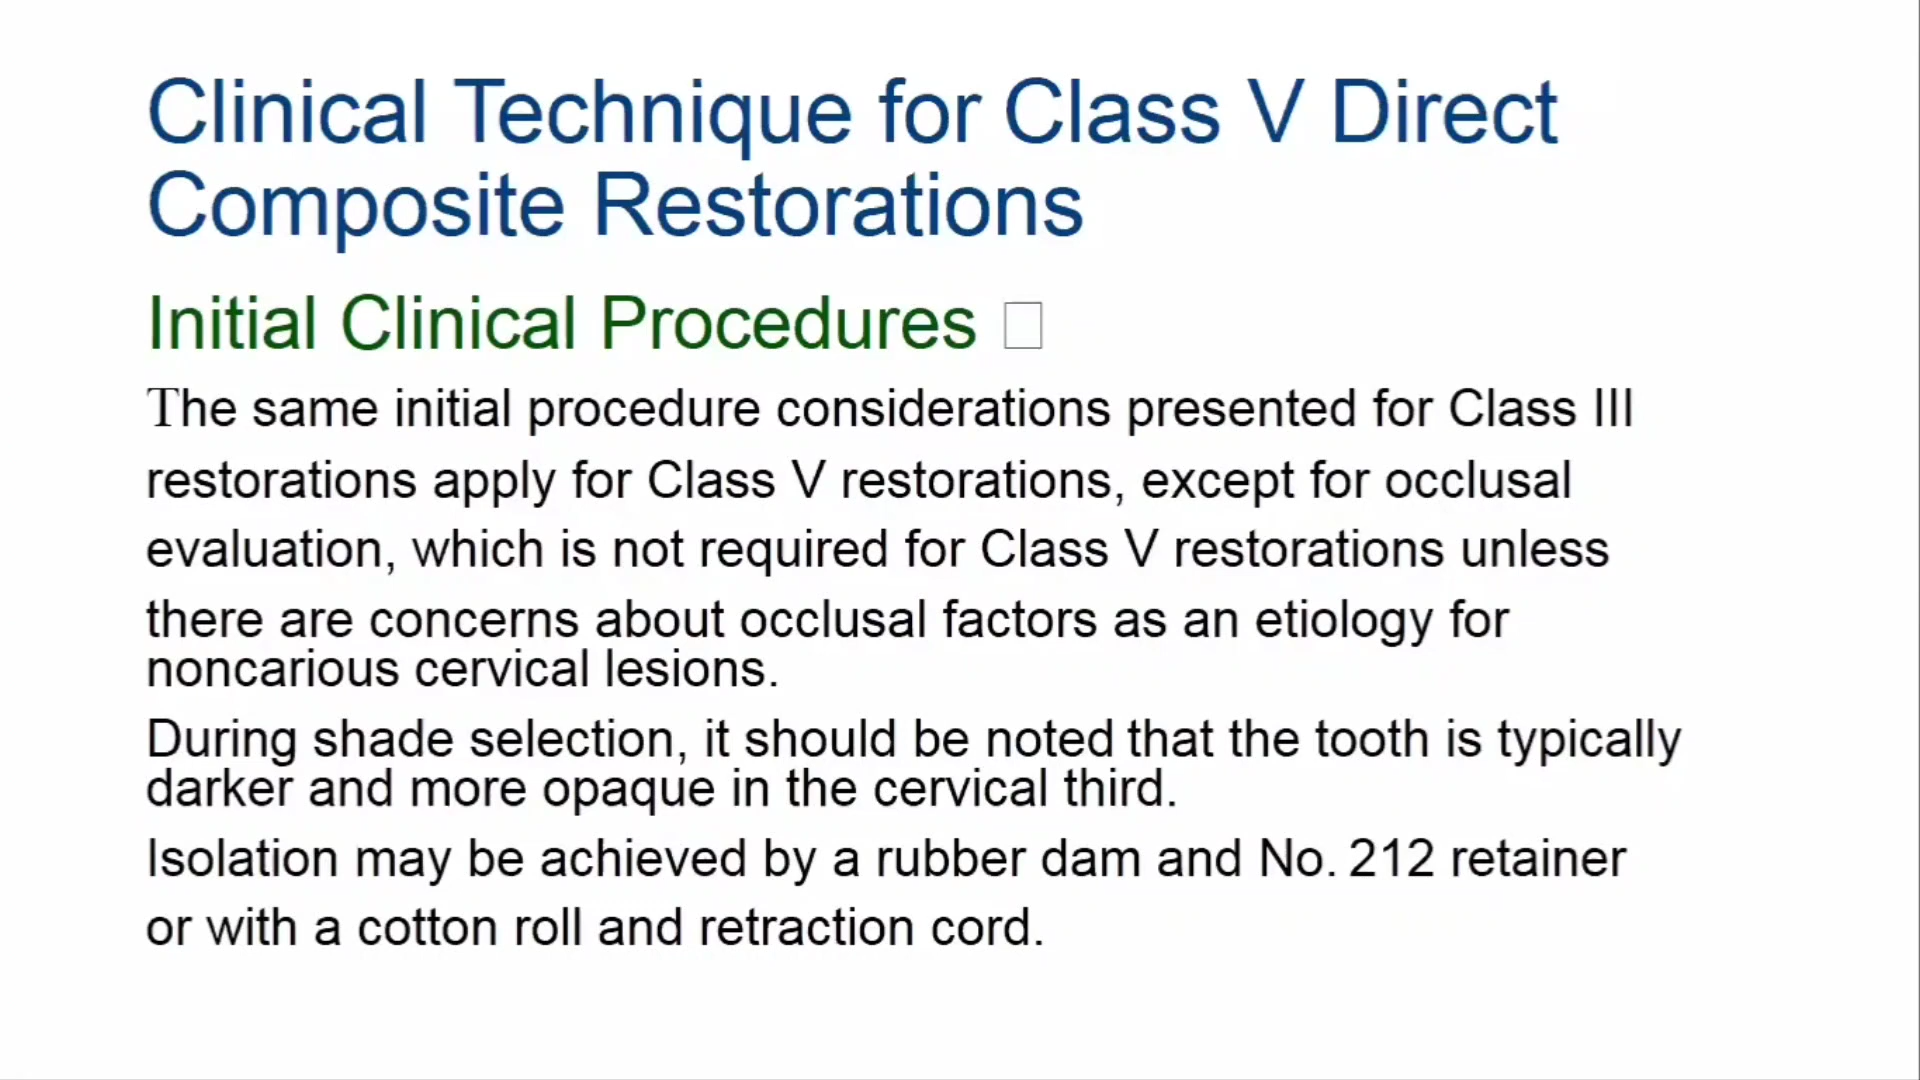 Clinical Technique for Class V Direct
Composite Restorations
Initial Clinical Procedures
The same initial procedure considerations presented for Class III
restorations apply for Class V restorations, except for occlusal
evaluation, which is not required for Class V restorations unless
there are concerns about occlusal factors as an etiology for
noncarious cervical lesions.
During shade selection, it should be noted that the tooth is typically
darker and more opaque in the cervical third.
Isolation may be achieved by a rubber dam and No. 212 retainer
or with a cotton roll and retraction cord.